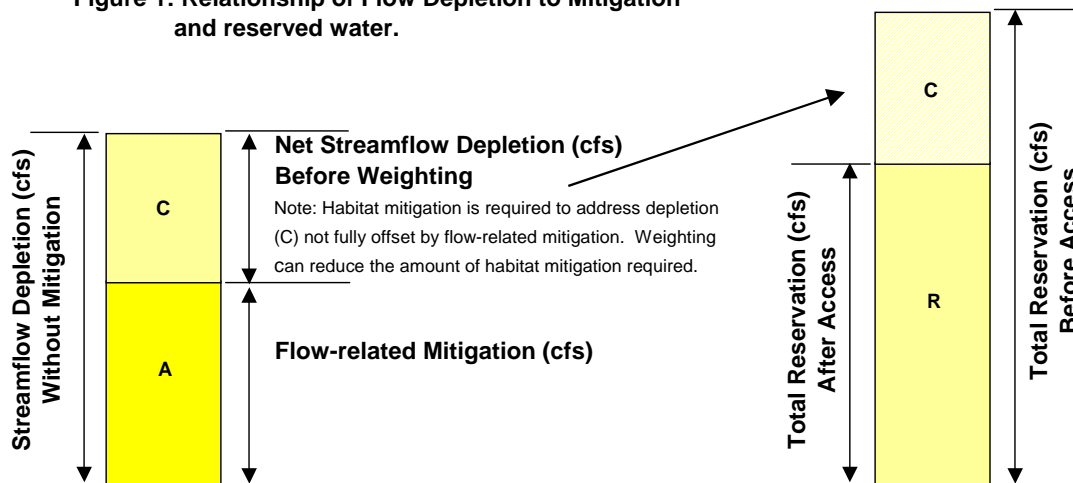 Figure 1. Relationship of Flow Depletion to Mitigation
and reserved water.
Streamflow Depletion (cfs)
Without Mitigation
C
A
Net Streamflow Depletion (cfs)
Before Weighting
Note: Habitat mitigation is required to address depletion
(C) not fully offset by flow-related mitigation. Weighting
can reduce the amount of habitat mitigation required.
Flow-related Mitigation (cfs)
Total Reservation (cfs)
After Access
C
R
Total Reservation (cfs)
Before Access